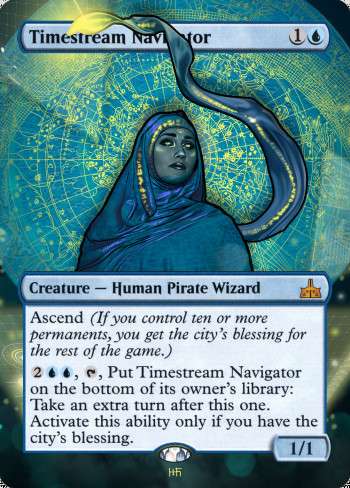 Timestream Navigator 1
Creature — Human Pirate Wizard
Ascend (If you control ten or more
permanents, you get the city's blessing for
the rest of the game.)
2, Put Timestream Navigator
on the bottom of its owner's library:
Take an extra turn after this one.
Activate this ability only if you have the
city's blessing.
1/1